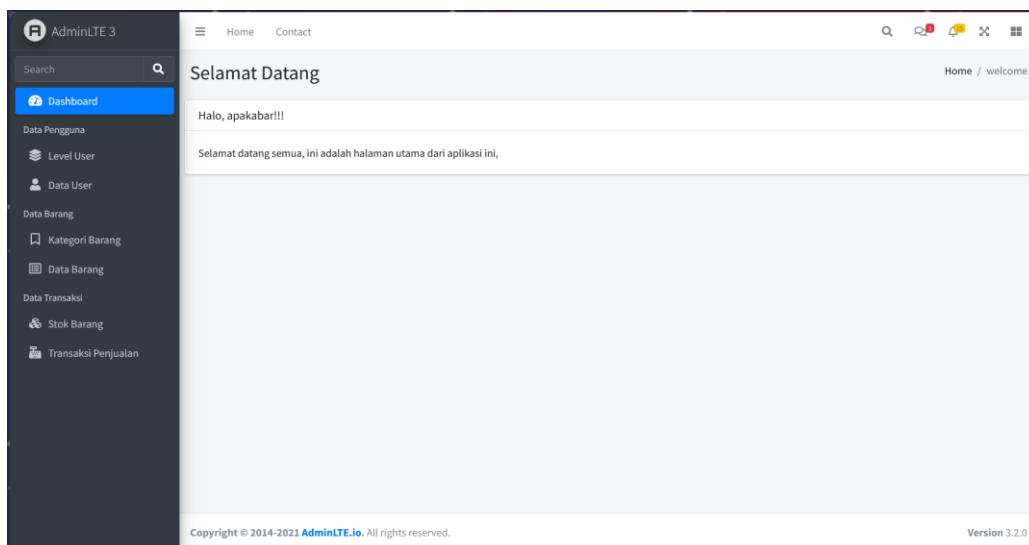 AdminLTE 3
Home Contact
Search
Selamat Datang
Home / welcome
Dashboard
Halo, apakabar!!!
Data Pengguna
Selamat datang semua, ini adalah halaman utama dari aplikasi ini,
Level User
Data User
Data Barang
Kategori Barang
Data Barang
Data Transaksi
Stok Barang
Transaksi Penjualan
Copyright © 2014-2021 AdminLTE.io. All rights reserved.
Version 3.2.0